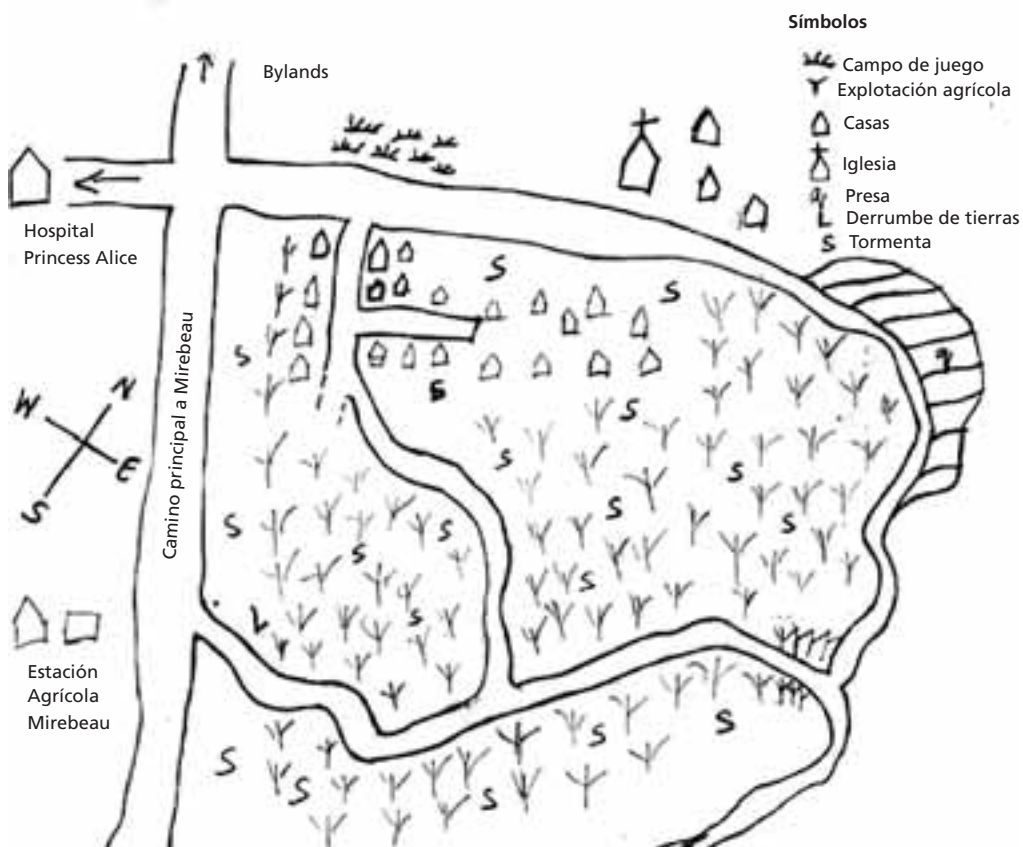 Símbolos
Campo de juego
Explotación agrícola
Casas
Iglesia
q Presa
L Derrumbe de tierras
S Tormenta
Bylands
Hospital
Princess Alice
S
S
S
S
S
S
S
W
N
E
S
Camino principal a Mirebeau
S
S
S
S
S
S
S
L
S
q
Estación
Agrícola
Mirebeau
S
S
S
S
S